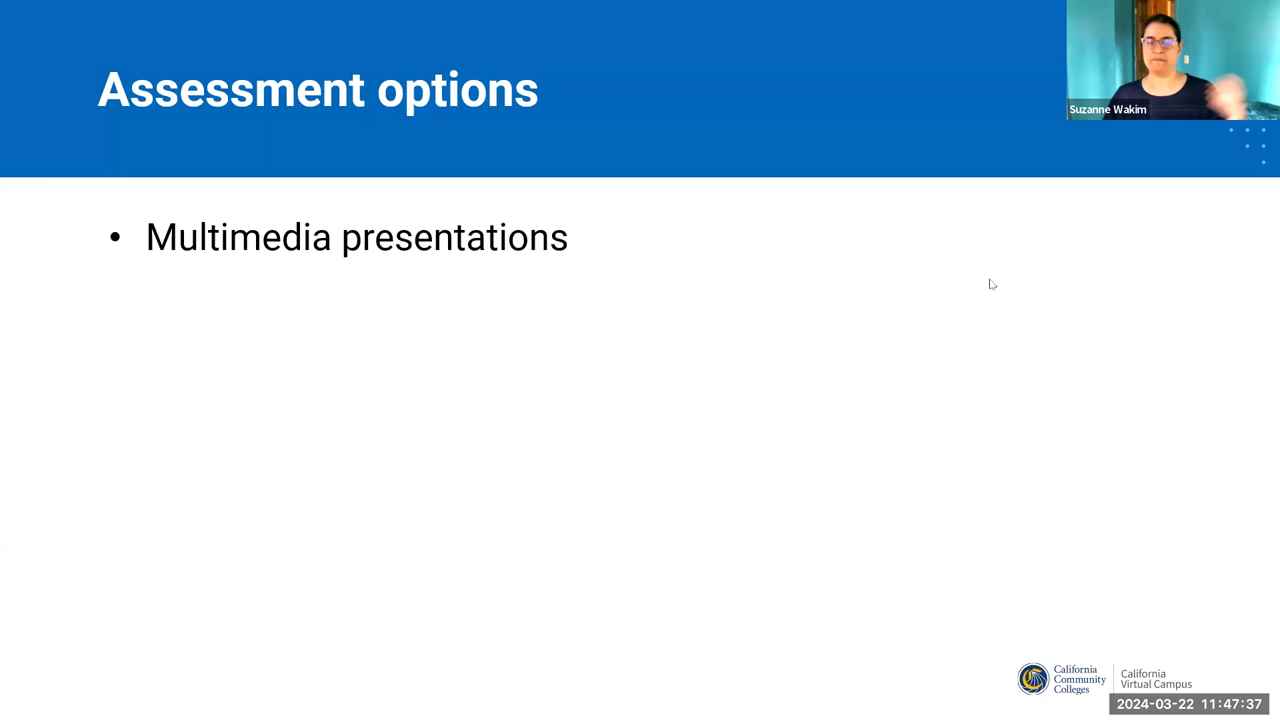 Assessment options
Suzanne Wakim
• Multimedia presentations
California
Community
Colleges
California
Virtual Campus
2024-03-22 11:47:37